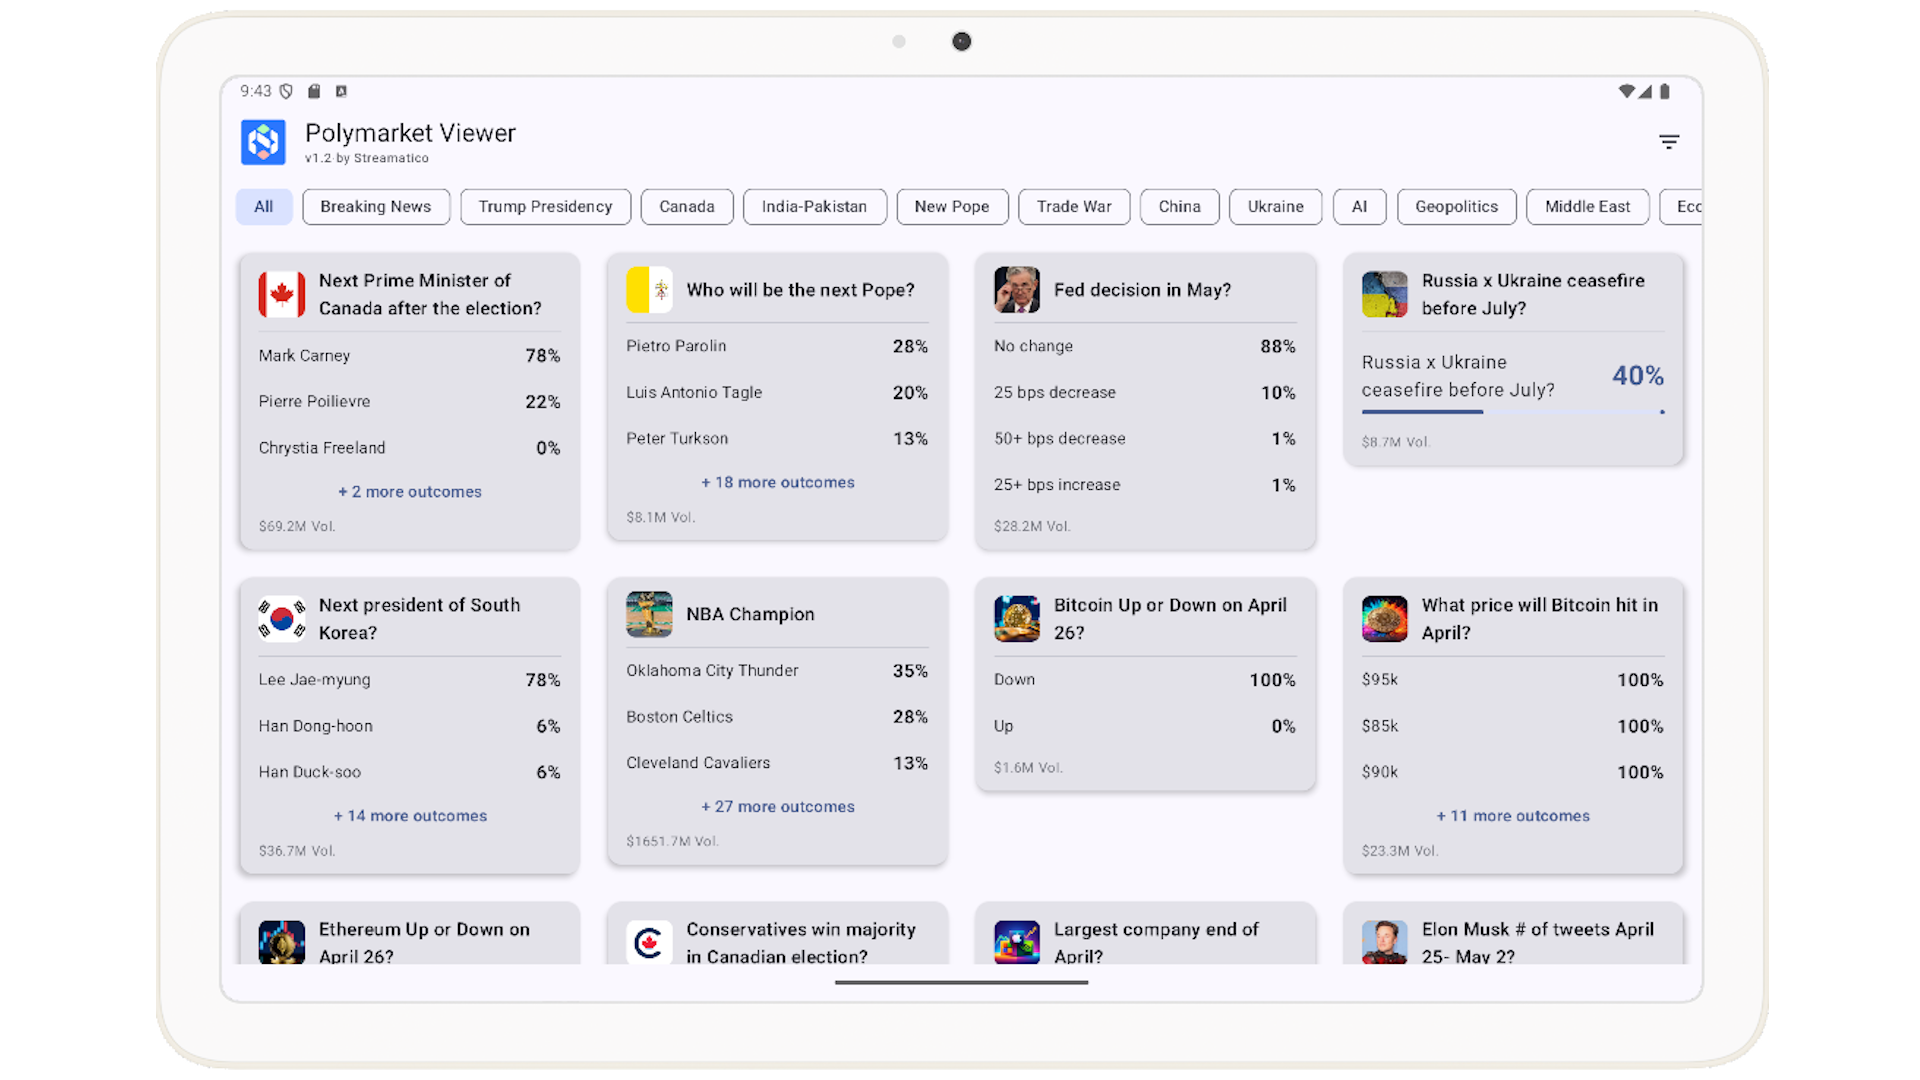 9:43
Polymarket Viewer
v1.2 by Streamatico
All
Breaking News
Trump Presidency
Canada
India-Pakistan
New Pope
Trade War
China
Ukraine
AI
Geopolitics
Middle East
Ecc
Next Prime Minister of
Canada after the election?
Mark Carney 78%
Pierre Poilievre 22%
Chrystia Freeland 0%
+ 2 more outcomes
$69.2M Vol.
Who will be the next Pope?
Pietro Parolin 28%
Luis Antonio Tagle 20%
Peter Turkson 13%
+ 18 more outcomes
$8.1M Vol.
Fed decision in May?
No change 88%
25 bps decrease 10%
50+ bps decrease 1%
25+ bps increase 1%
$28.2M Vol.
Russia x Ukraine ceasefire
before July?
Russia x Ukraine
ceasefire before July?
40%
$8.7M Vol.
Next president of South
Korea?
Lee Jae-myung 78%
Han Dong-hoon 6%
Han Duck-soo 6%
+ 14 more outcomes
$36.7M Vol.
NBA Champion
Oklahoma City Thunder 35%
Boston Celtics 28%
Cleveland Cavaliers 13%
+ 27 more outcomes
$1651.7M Vol.
Bitcoin Up or Down on April
26?
Down 100%
Up 0%
$1.6M Vol.
What price will Bitcoin hit in
April?
$95k 100%
$85k 100%
$90k 100%
+ 11 more outcomes
$23.3M Vol.
Ethereum Up or Down on
April 26?
Conservatives win majority
in Canadian election?
Largest company end of
April?
Elon Musk # of tweets April
25- May 2?